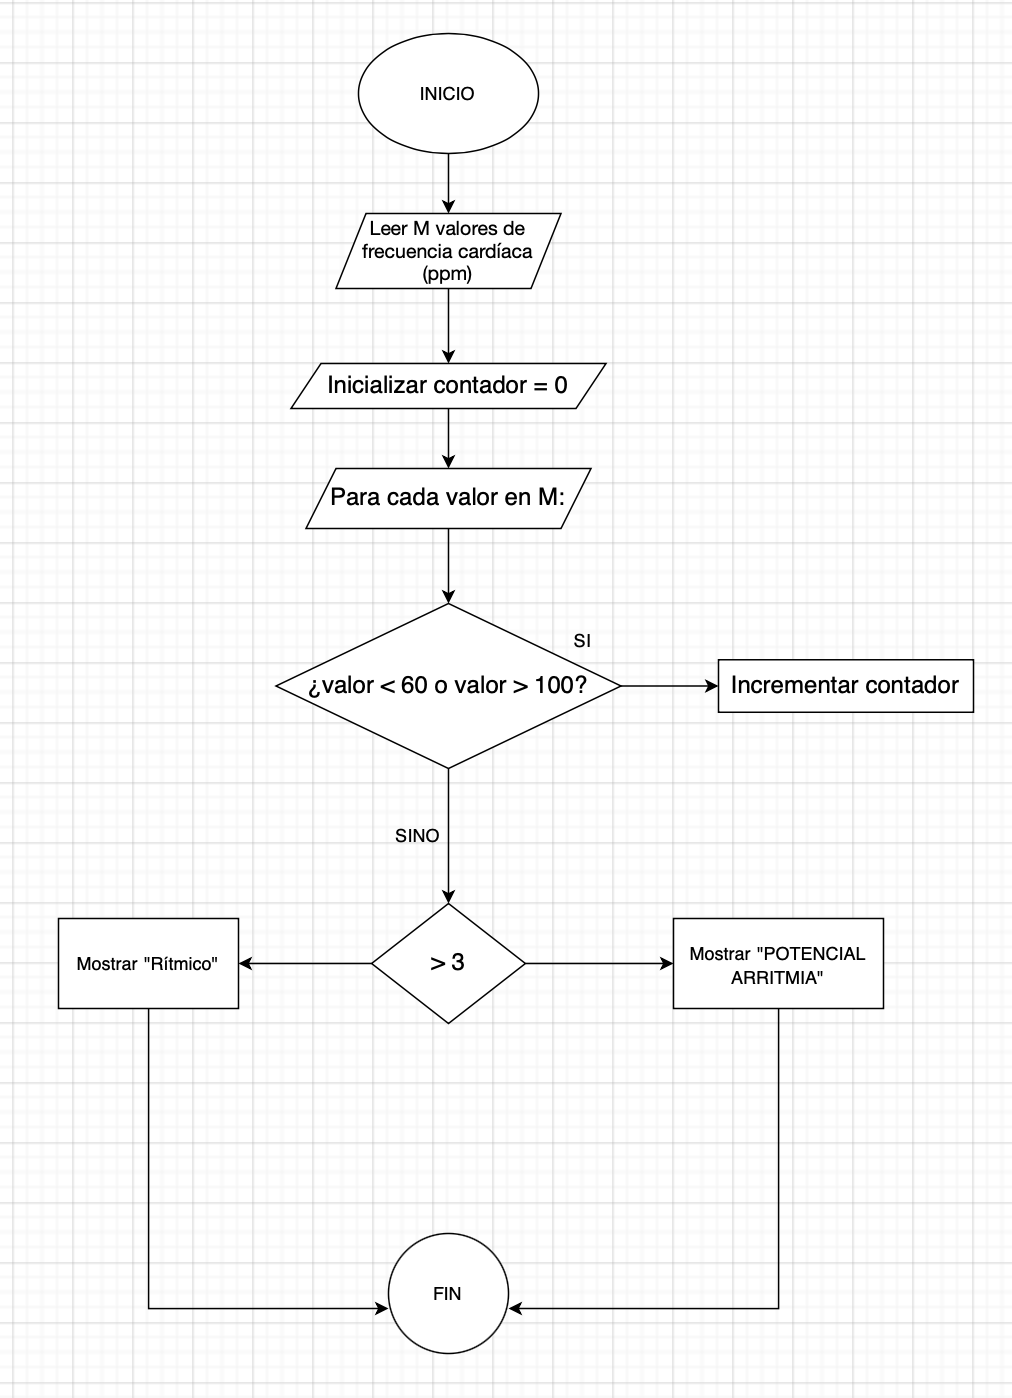 INICIO
Leer M valores de
frecuencia cardíaca
(ppm)
Inicializar contador = 0
Para cada valor en M:
SI
¿valor < 60 o valor > 100?
Incrementar contador
SINO
Mostrar "Rítmico"
> 3
Mostrar "POTENCIAL
ARRITMIA"
FIN